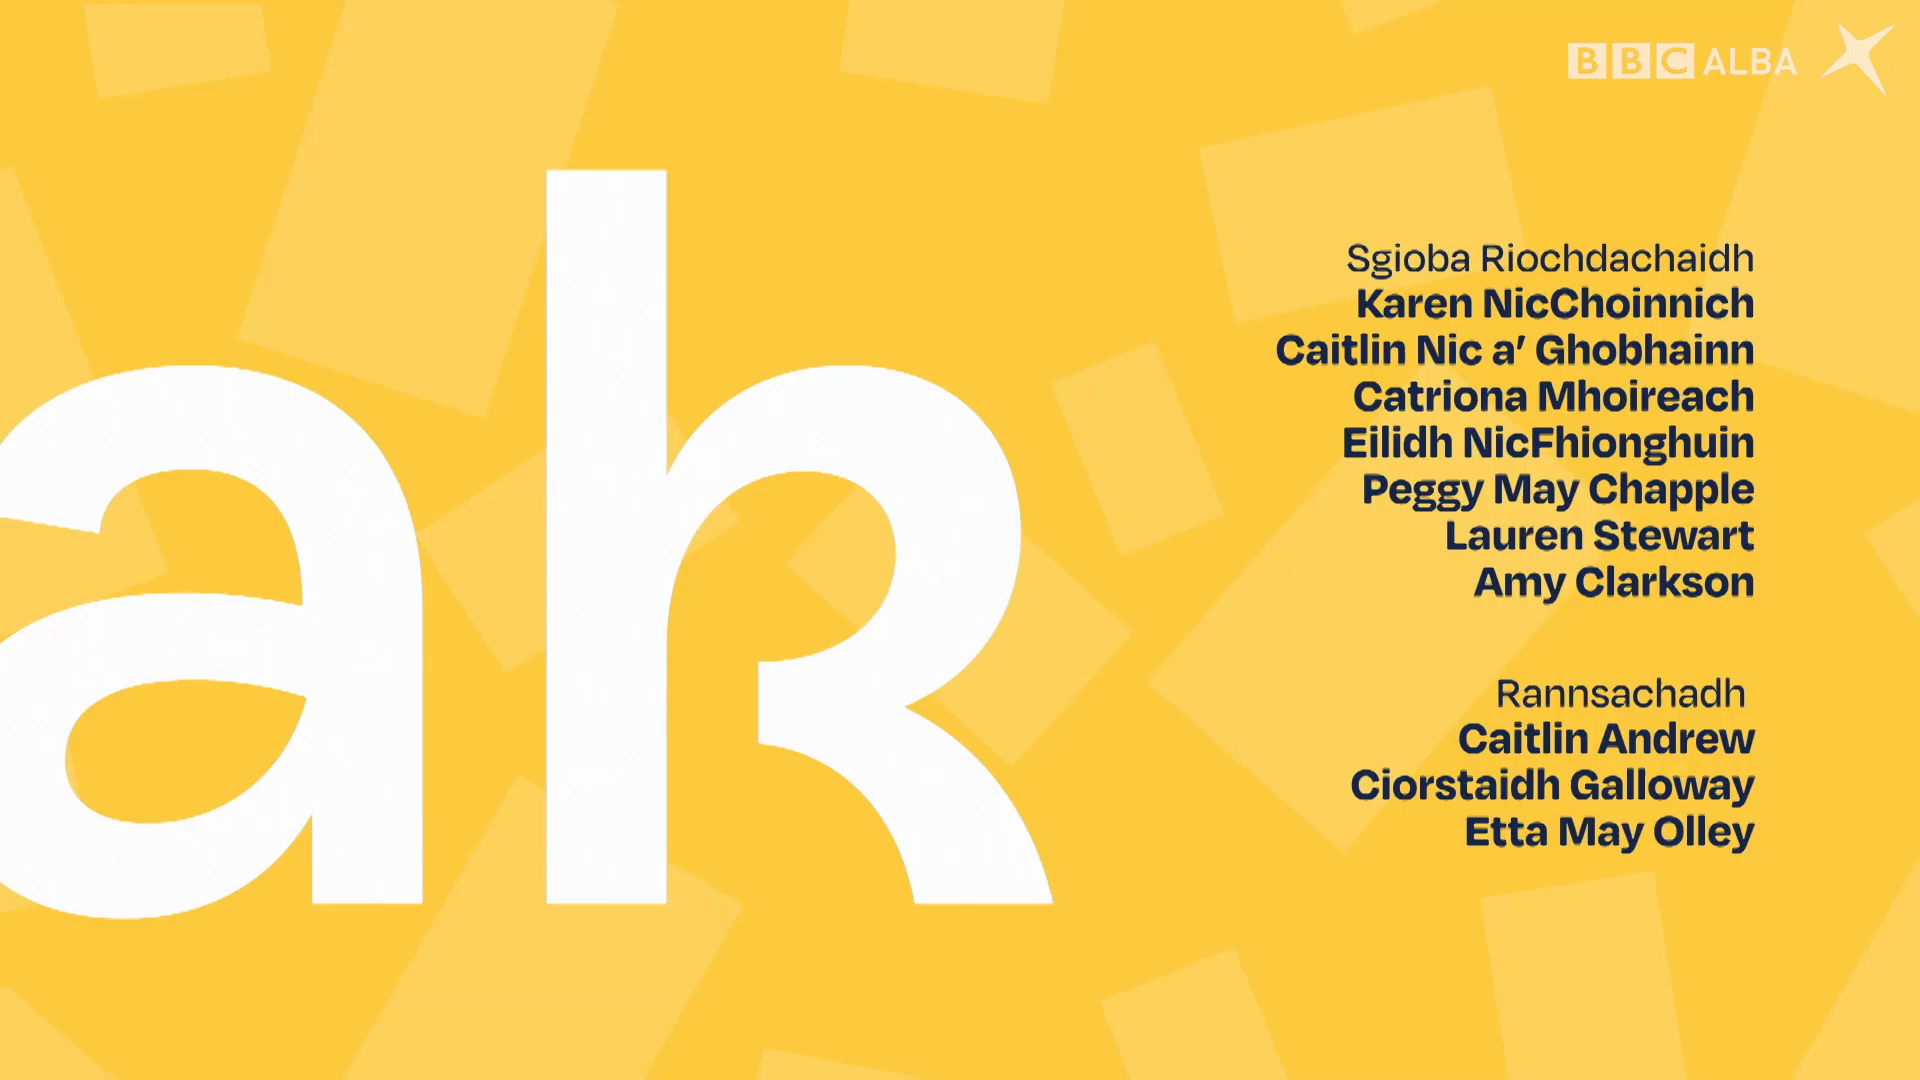 BBC ALBA
ak
Sgioba Riochdachaidh
Karen NicChoinnich
Caitlin Nic a’ Ghobhainn
Catriona Mhoireach
Eilidh NicFhionghuin
Peggy May Chapple
Lauren Stewart
Amy Clarkson
Rannsachadh
Caitlin Andrew
Ciorstaidh Galloway
Etta May Olley